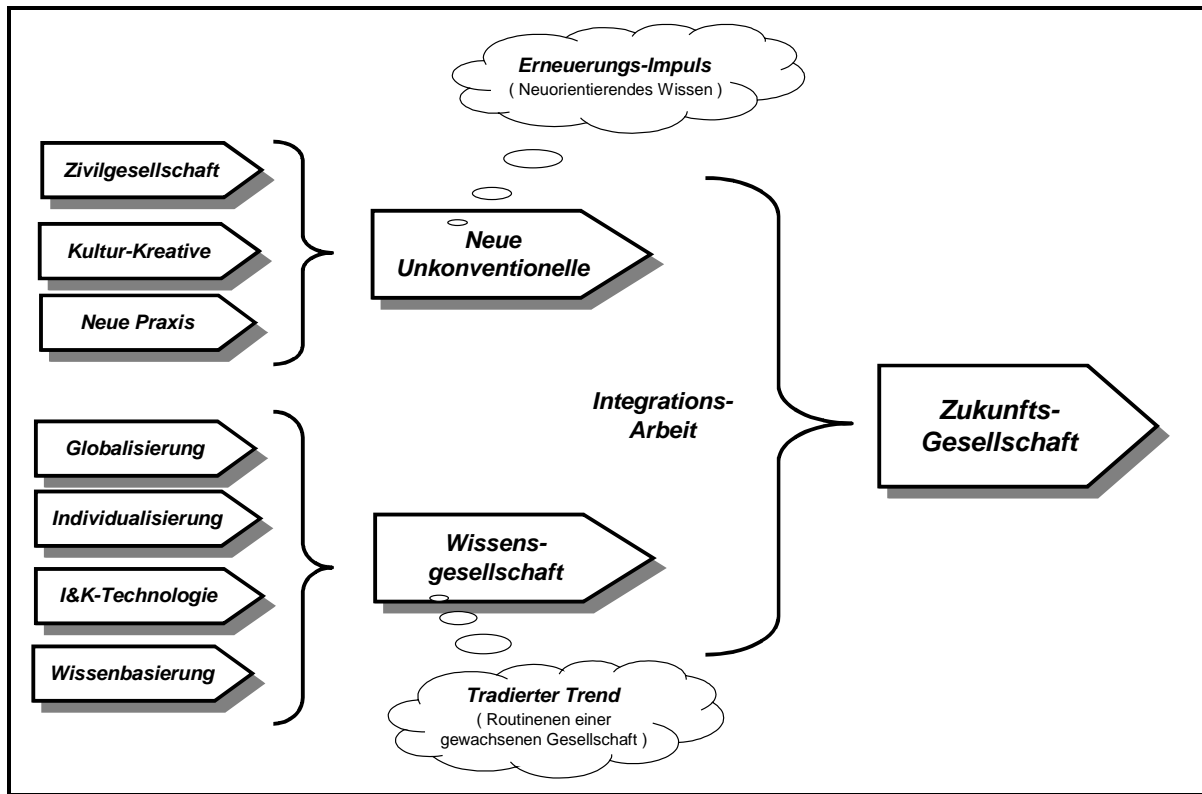 Erneuerungs-Impuls
( Neuorientierendes Wissen )
Zivilgesellschaft
Kultur-Kreative
Neue Praxis
Neue
Unkonventionelle
Integrations-
Arbeit
Zukunfts-
Gesellschaft
Globalisierung
Individualisierung
I&K-Technologie
Wissenbasierung
Wissens-
gesellschaft
Tradierter Trend
( Routinenen einer
gewachsenen Gesellschaft )